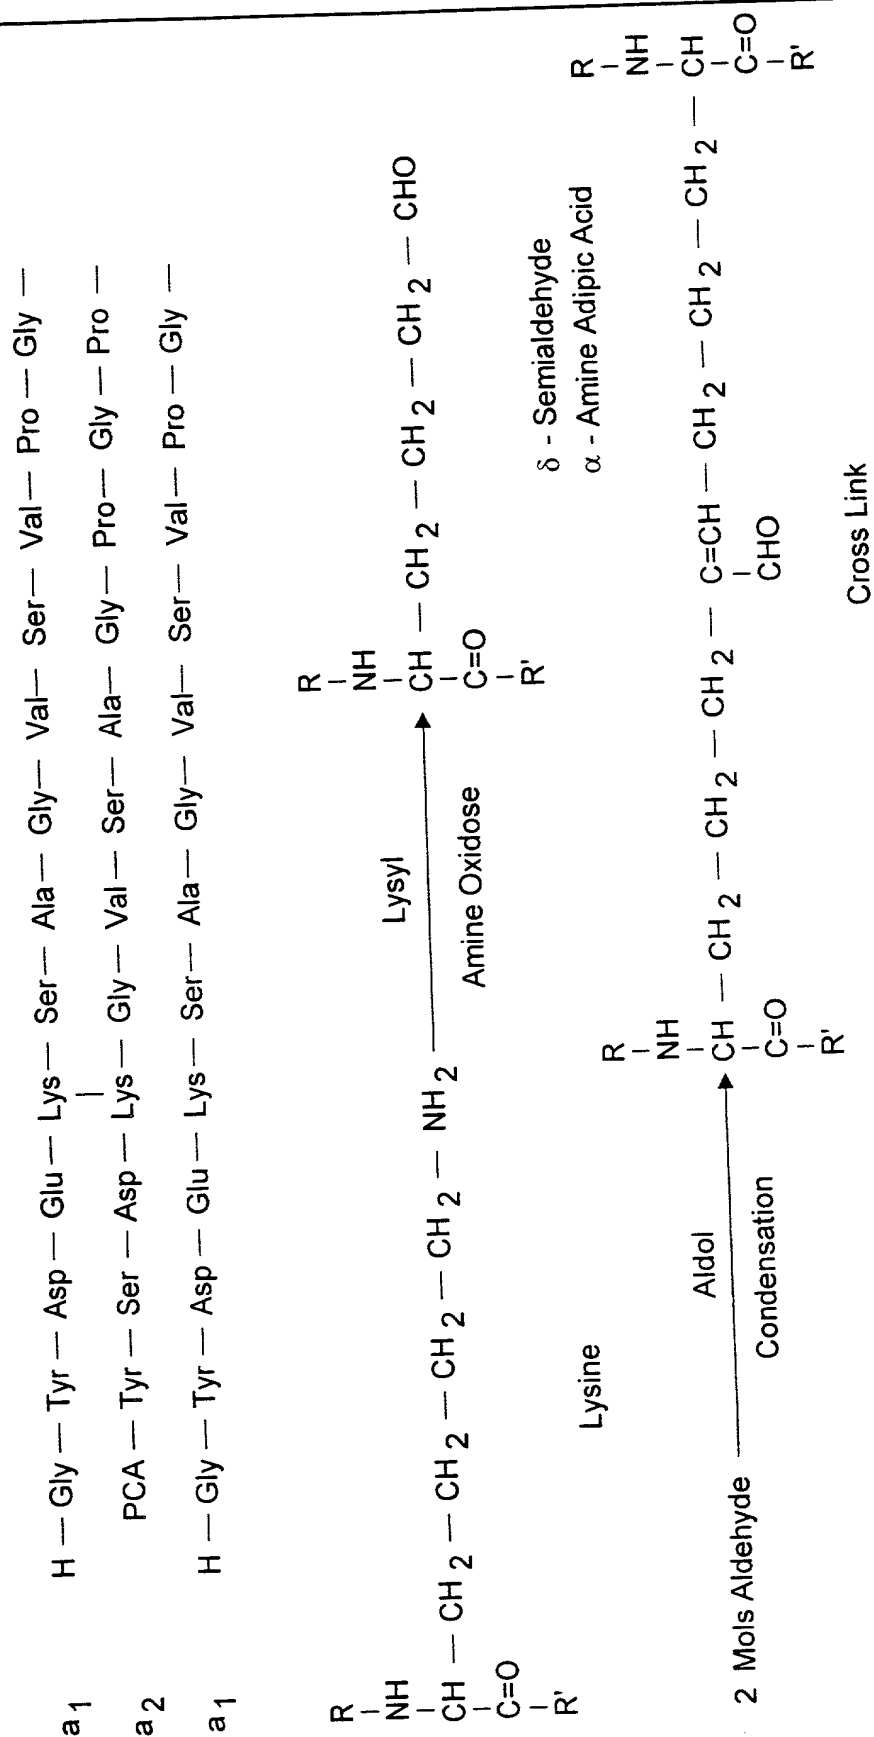 a1 H — Gly — Tyr — Asp — Glu — Lys — Ser — Ala — Gly — Val — Ser — Val — Pro — Gly —
a2 PCA — Tyr — Ser — Asp — Lys — Gly — Val — Ser — Ala — Gly — Pro — Gly — Pro —
a1 H — Gly — Tyr — Asp — Glu — Lys — Ser — Ala — Gly — Val — Ser — Val — Pro — Gly —
R
NH
CH — CH2 — CH2 — CH2 — CH2 — NH2
C=O
R'
Lysine
Lysyl
Amine Oxidose
R
NH
CH — CH2 — CH2 — CH2 — CHO
C=O
R'
δ - Semialdehyde
α - Amine Adipic Acid
2 Mols Aldehyde
Aldol
Condensation
R
NH
CH — CH2 — CH2 — CH2 — C=CH — CH2 — CH2 — CH2 — CH
C=O
R'
CHO
R
NH
C=O
R'
Cross Link